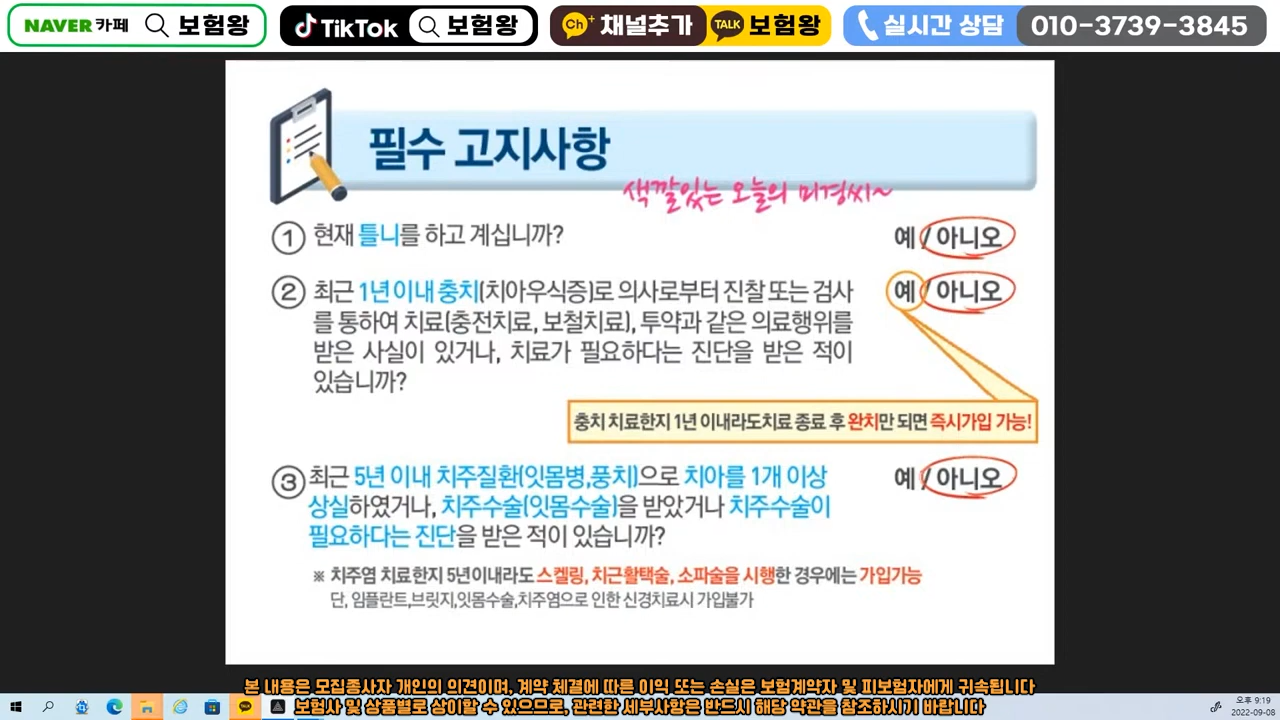 NAVER 카페 보험왕 TikTok 보험왕 Ch+ 채널추가 TALK 보험왕 실시간 상담 010-3739-3845
필수 고지사항
색깔있는 오늘의 미경씨~
① 현재 틀니를 하고 계십니까? 예 / 아니오
② 최근 1년 이내 충치(치아우식증)로 의사로부터 진찰 또는 검사 예 / 아니오
를 통하여 치료(충전치료, 보철치료), 투약과 같은 의료행위를
받은 사실이 있거나, 치료가 필요하다는 진단을 받은 적이
있습니까?
충치 치료한지 1년 이내라도치료 종료 후 완치만 되면 즉시가입 가능!
③ 최근 5년 이내 치주질환(잇몸병,풍치)으로 치아를 1개 이상 예 / 아니오
상실하였거나, 치주수술(잇몸수술)을 받았거나 치주수술이
필요하다는 진단을 받은 적이 있습니까?
※ 치주염 치료한지 5년이내라도 스켈링, 치근활택술, 소파술을 시행한 경우에는 가입가능
단, 임플란트,브릿지,잇몸수술,치주염으로 인한 신경치료시 가입불가
본 내용은 모집종사자 개인의 의견이며, 계약 체결에 따른 이익 또는 손실은 보험계약자 및 피보험자에게 귀속됩니다
보험사 및 상품별로 상이할 수 있으므로, 관련한 세부사항은 반드시 해당 약관을 참조하시기 바랍니다
오후 9:19
2022-09-08